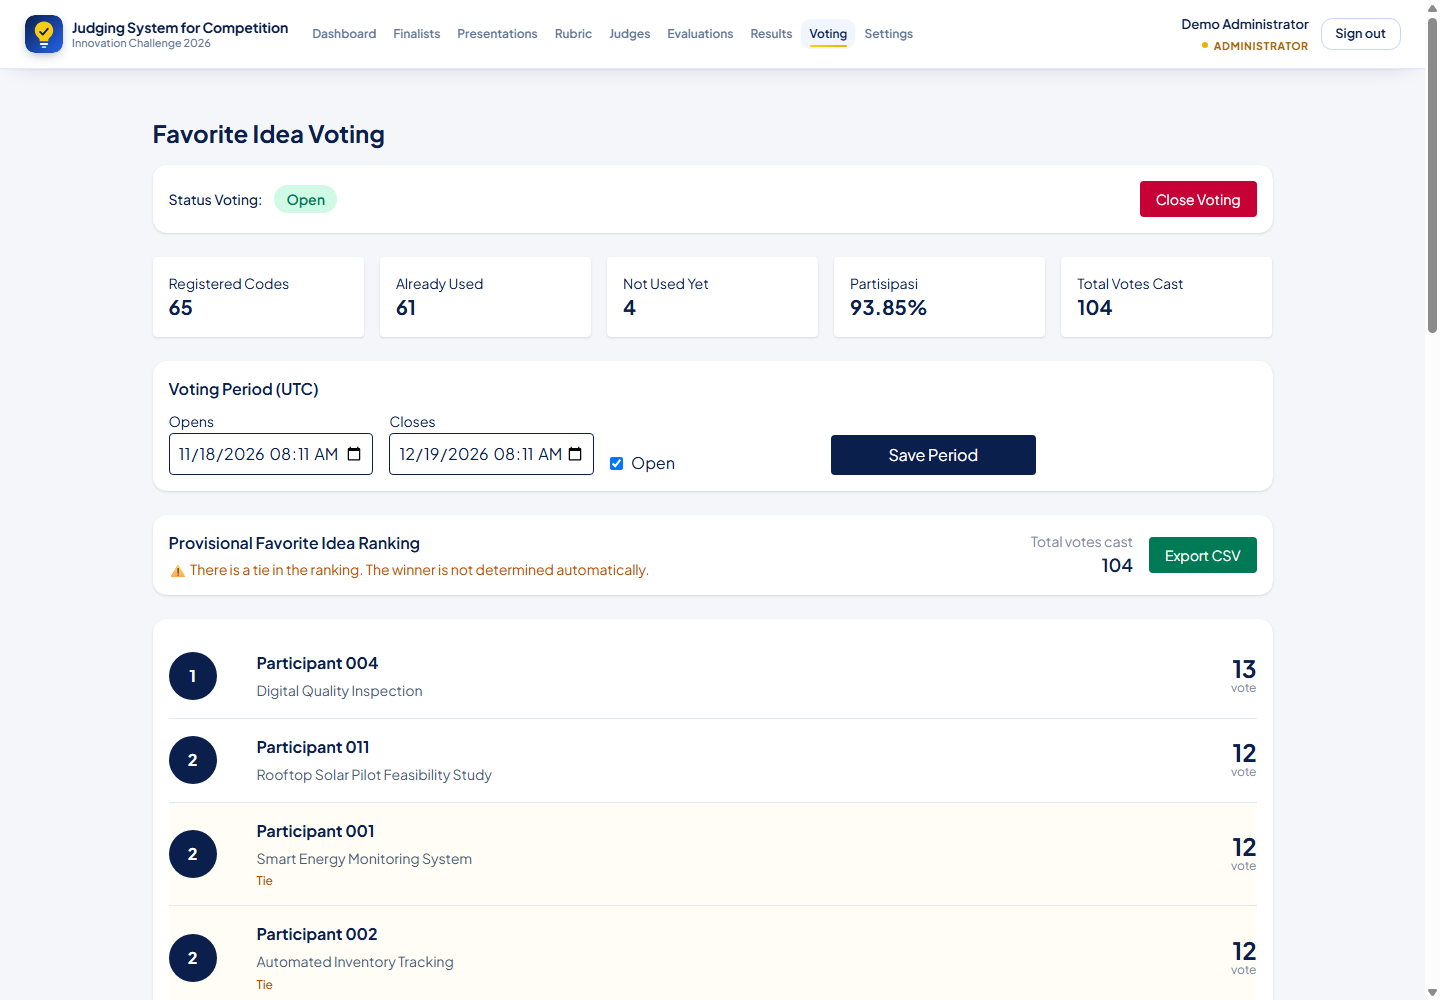 Judging System for Competition
Innovation Challenge 2026
Dashboard
Finalists
Presentations
Rubric
Judges
Evaluations
Results
Voting
Settings
Demo Administrator
ADMINISTRATOR
Sign out
Favorite Idea Voting
Status Voting:
Open
Close Voting
Registered Codes
65
Already Used
61
Not Used Yet
4
Partisipasi
93.85%
Total Votes Cast
104
Voting Period (UTC)
Opens
11/18/2026 08:11 AM
Closes
12/19/2026 08:11 AM
Open
Save Period
Provisional Favorite Idea Ranking
⚠ There is a tie in the ranking. The winner is not determined automatically.
Total votes cast
104
Export CSV
1
Participant 004
Digital Quality Inspection
13
vote
2
Participant 011
Rooftop Solar Pilot Feasibility Study
12
vote
2
Participant 001
Smart Energy Monitoring System
Tie
12
vote
2
Participant 002
Automated Inventory Tracking
Tie
12
vote